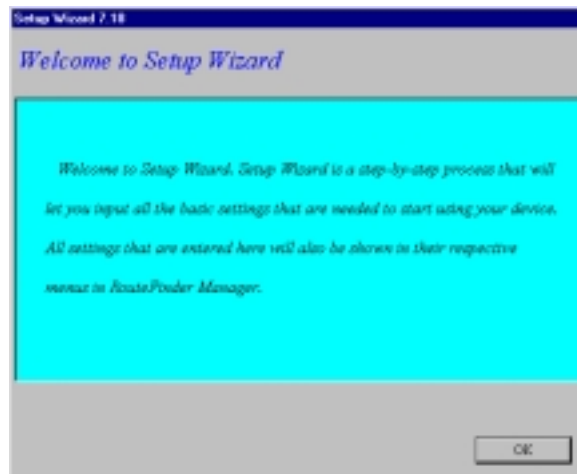 Setup Wizard 7.10
Welcome to Setup Wizard
Welcome to Setup Wizard. Setup Wizard is a step-by-step process that will
let you input all the basic settings that are needed to start using your device.
All settings that are entered here will also be shown in their respective
menus in RouteFinder Manager.
OK